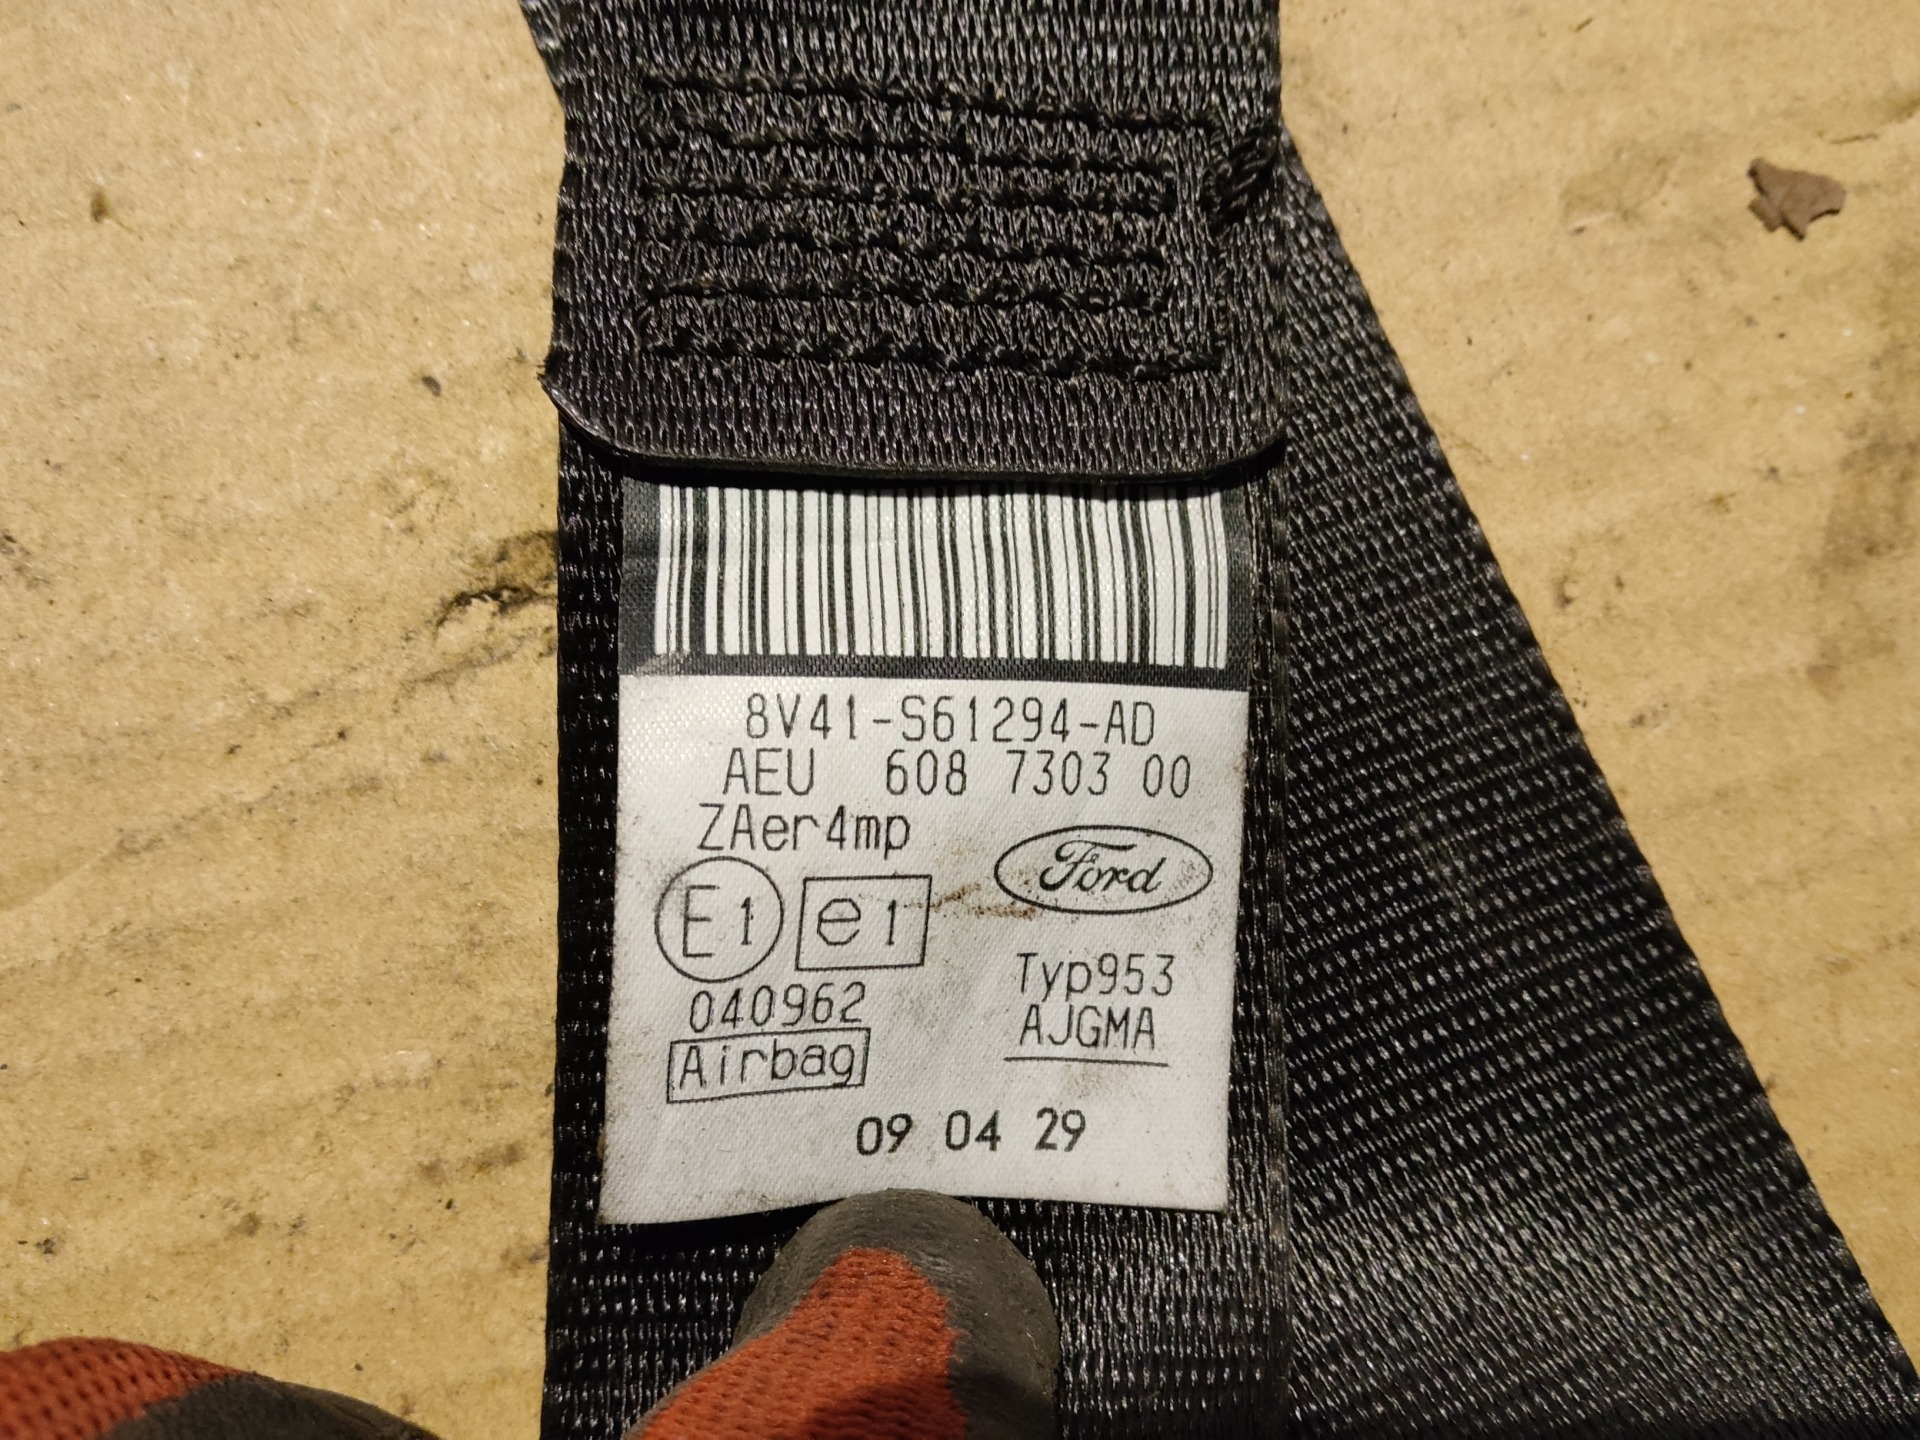 8V41-S61294-AD
AEU 608 7303 00
ZAer4mp
Ford
E1 e1
Typ953
040962
AJGMA
Airbag
09 04 29